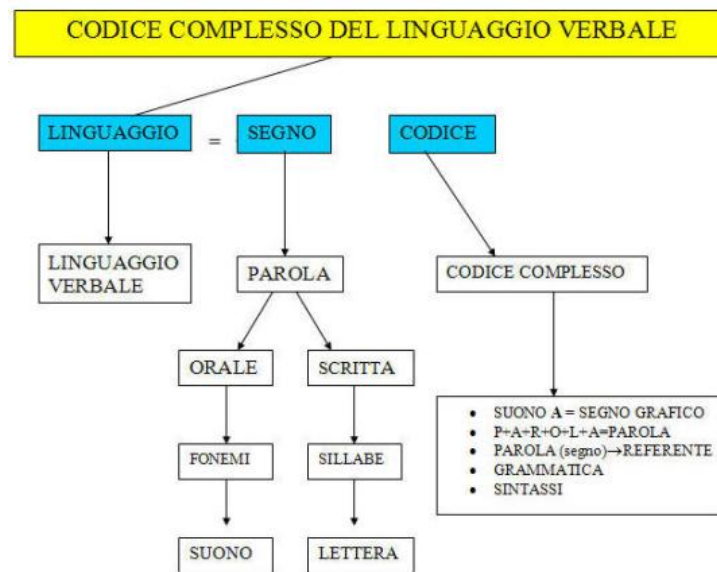 CODICE COMPLESSO DEL LINGUAGGIO VERBALE
LINGUAGGIO = SEGNO CODICE
LINGUAGGIO
VERBALE
PAROLA
CODICE COMPLESSO
ORALE SCRITTA
FONEMI SILLABE
SUONO LETTERA
• SUONO A = SEGNO GRAFICO
• P+A+R+O+L+A=PAROLA
• PAROLA (segno)→REFERENTE
• GRAMMATICA
• SINTASSI